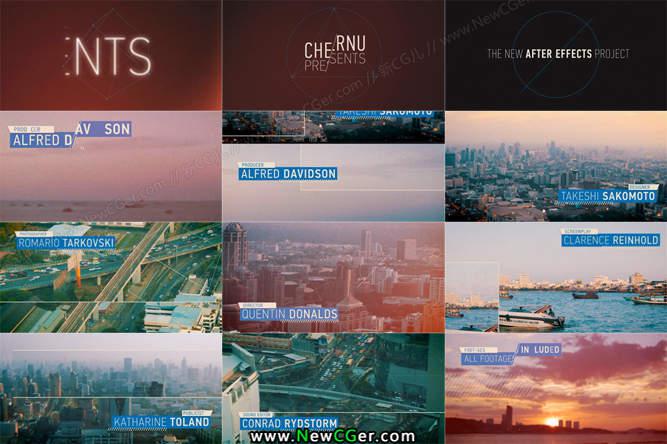 NTS
CHE/RNU
PRE/SENTS
THE NEW AFTER EFFECTS PROJECT
www.NewCGer.com
PROD CER
ALFRED DAV SON
TAKESHI SAKOMOTO
PRODUCER
ALFRED DAVIDSON
DESIGNER
TAKESHI SAKOMOTO
PHOTOGRAPHER
ROMARIO TARKOVSKI
DIRECTOR
QUENTIN DONALDS
SCREENPLAY
CLARENCE REINHOLD
PUBLICIST
KATHARINE TOLAND
SOUND EDITOR
CONRAD RYDSTORM
FOOTAGES
ALL FOOTAGE IN LUDED
www.NewCGer.com